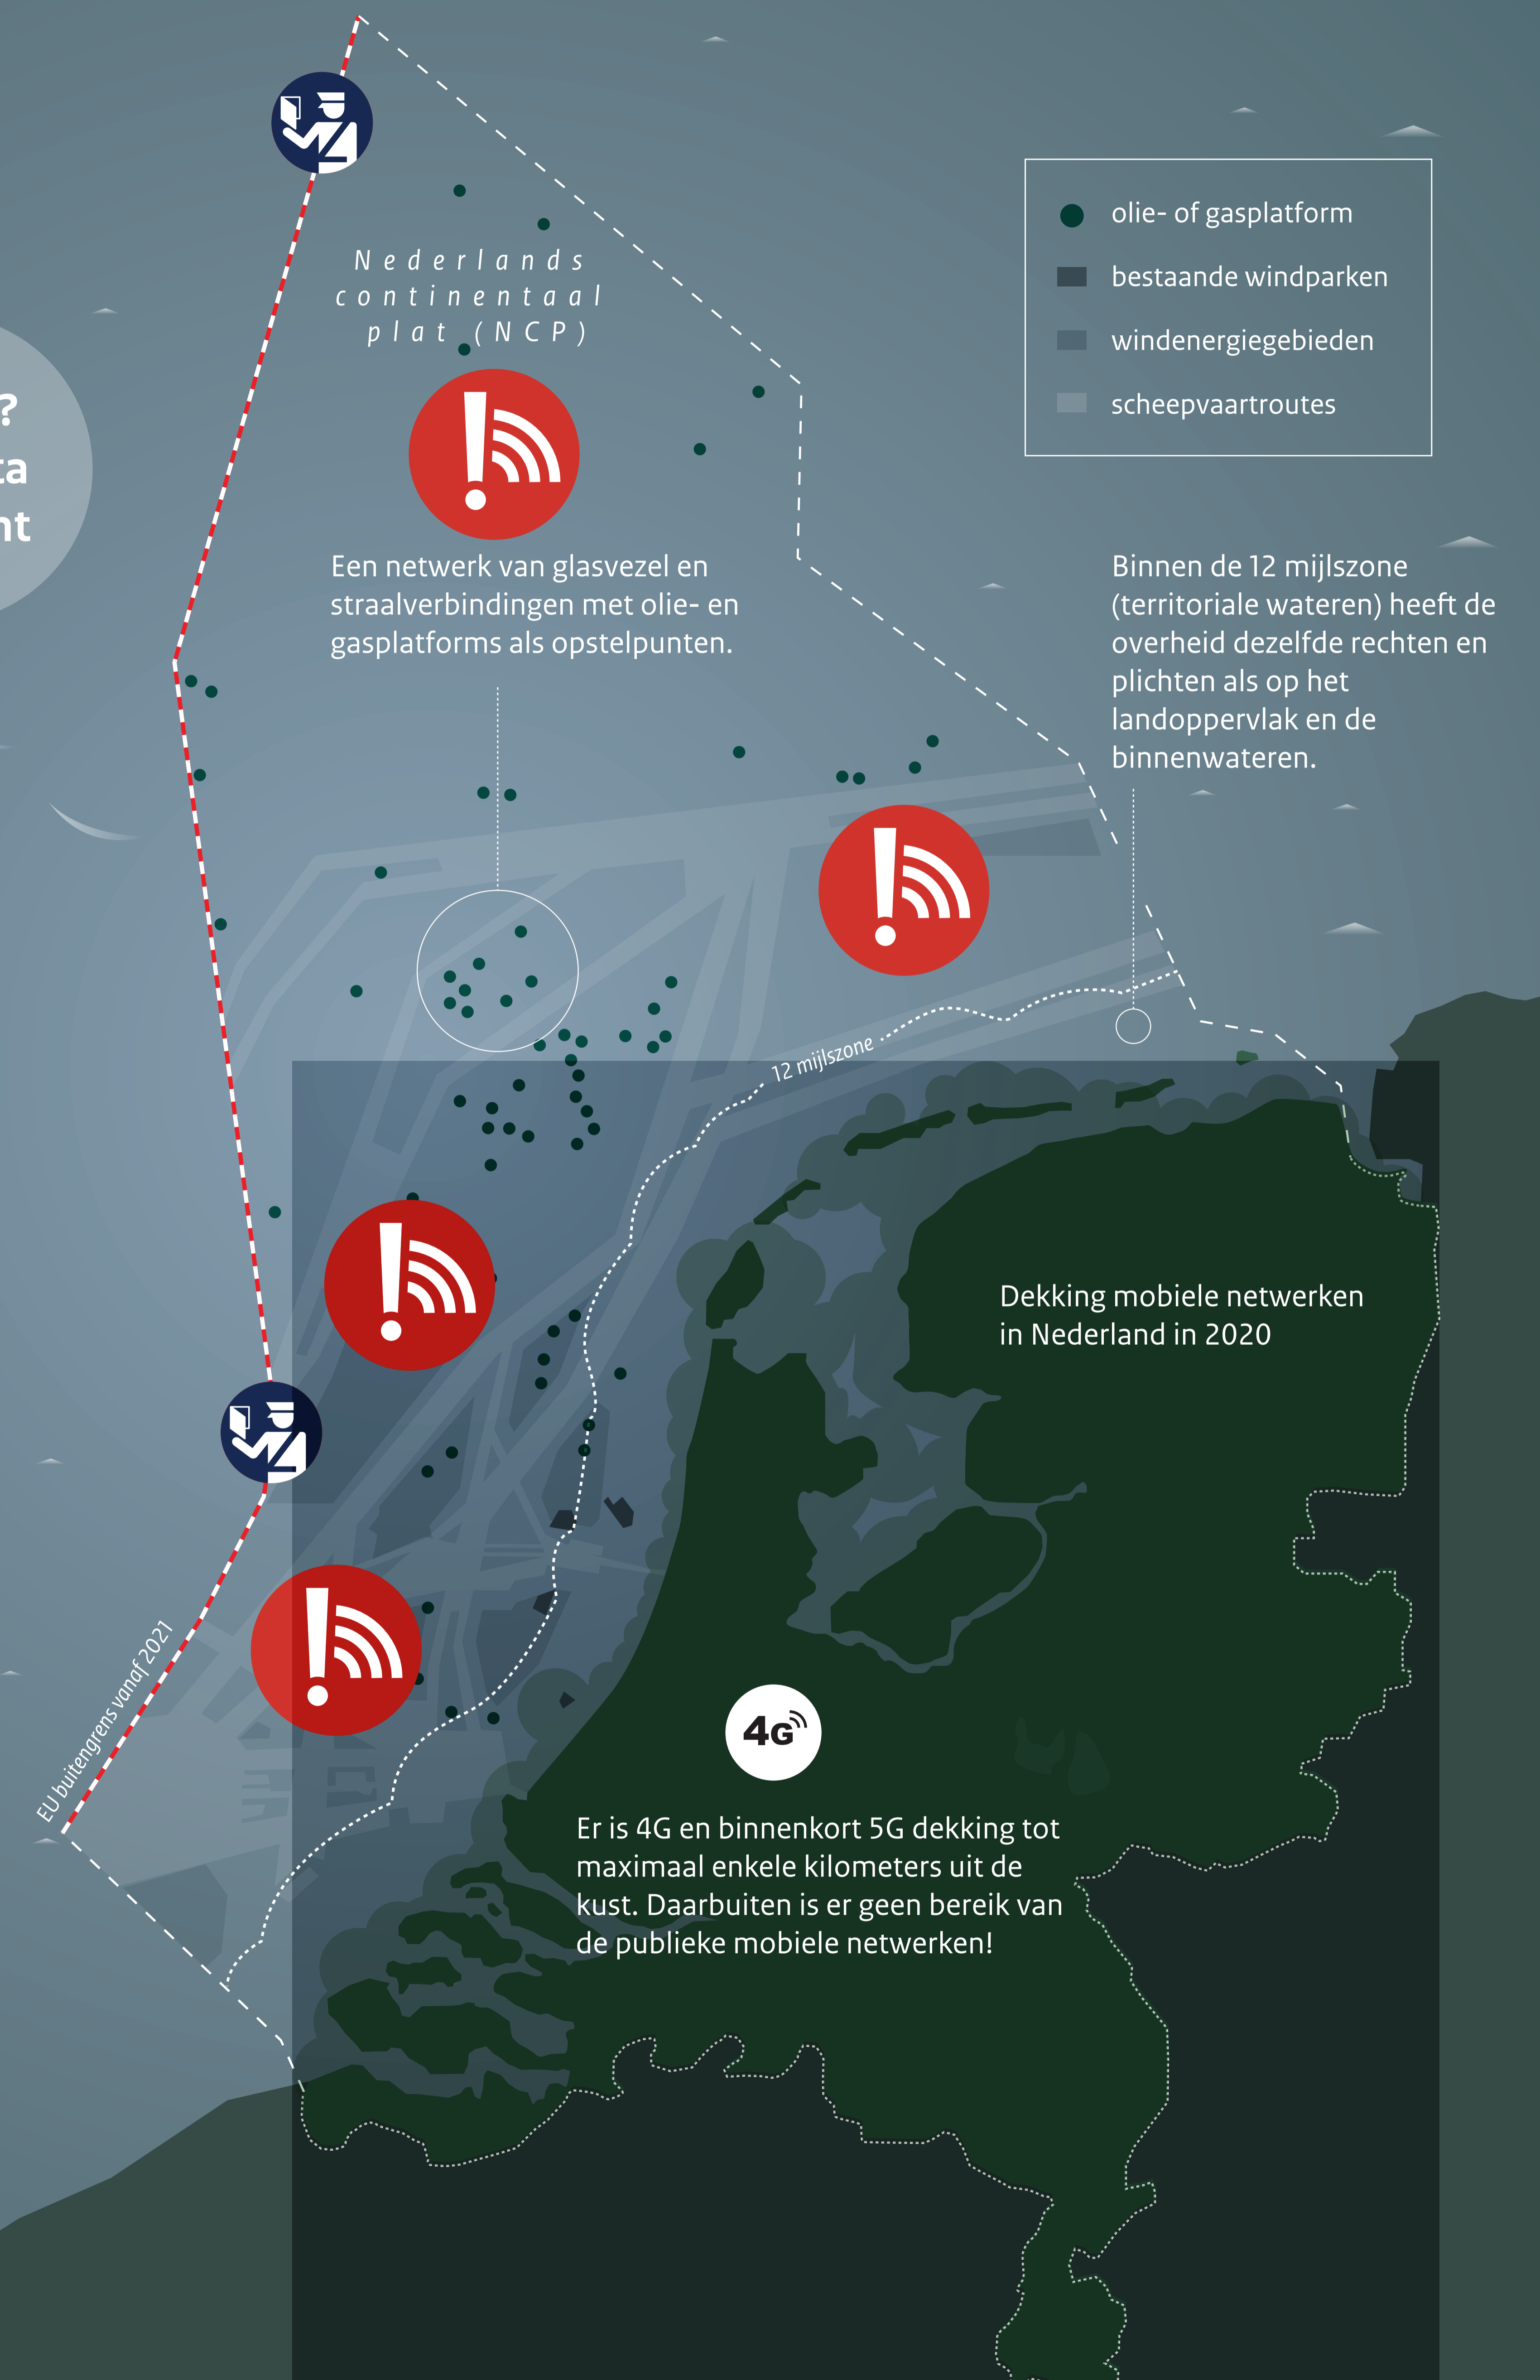 ?
ta
nt
Nederlands
continentaal
plat (NCP)
olie- of gasplatform
bestaande windparken
windenergiegebieden
scheepvaartroutes
Een netwerk van glasvezel en
straalverbindingen met olie- en
gasplatforms als opstelpunten.
Binnen de 12 mijlszone
(territoriale wateren) heeft de
overheid dezelfde rechten en
plichten als op het
landoppervlak en de
binnenwateren.
12 mijlszone
Dekking mobiele netwerken
in Nederland in 2020
EU buitengrens vanaf 2021
4G
Er is 4G en binnenkort 5G dekking tot
maximaal enkele kilometers uit de
kust. Daarbuiten is er geen bereik van
de publieke mobiele netwerken!